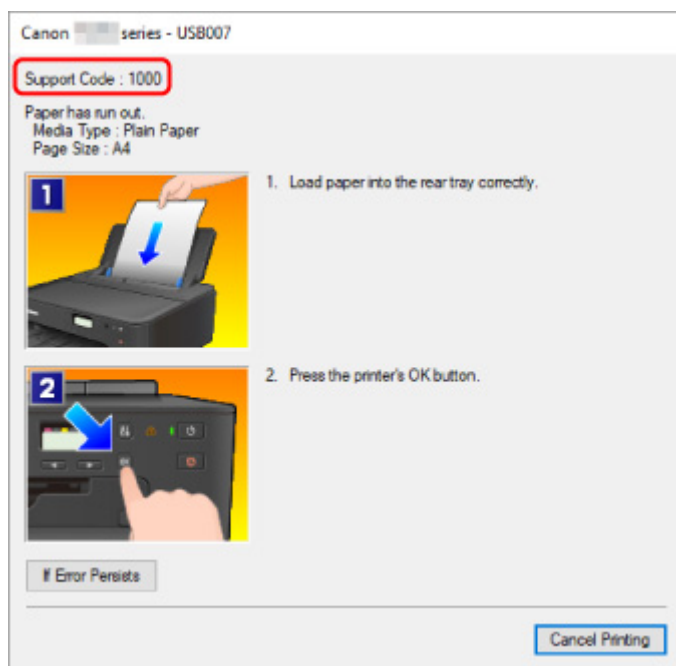 Canon series - USB007
Support Code : 1000
Paper has run out.
Media Type : Plain Paper
Page Size : A4
1
1. Load paper into the rear tray correctly.
2
2. Press the printer's OK button.
If Error Persists
Cancel Printing